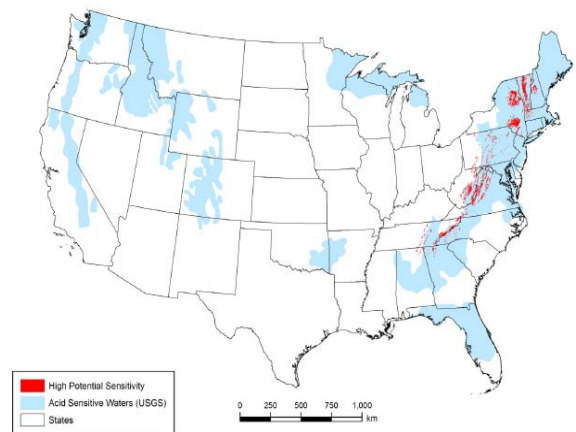 High Potential Sensitivity
Acid Sensitive Waters (USGS)
States
0 250 500 750 1,000
km